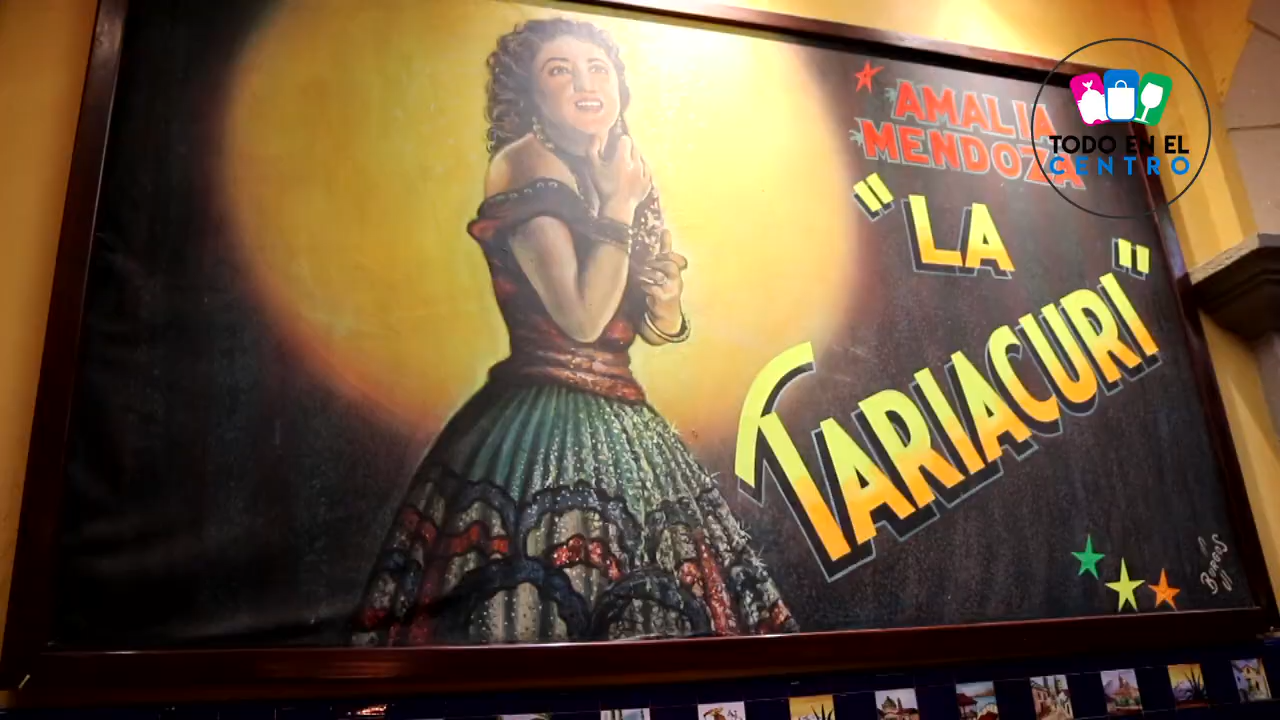 AMALIA
MENDOZA
"LA
TARIACURI"
TODO EN EL
CENTRO